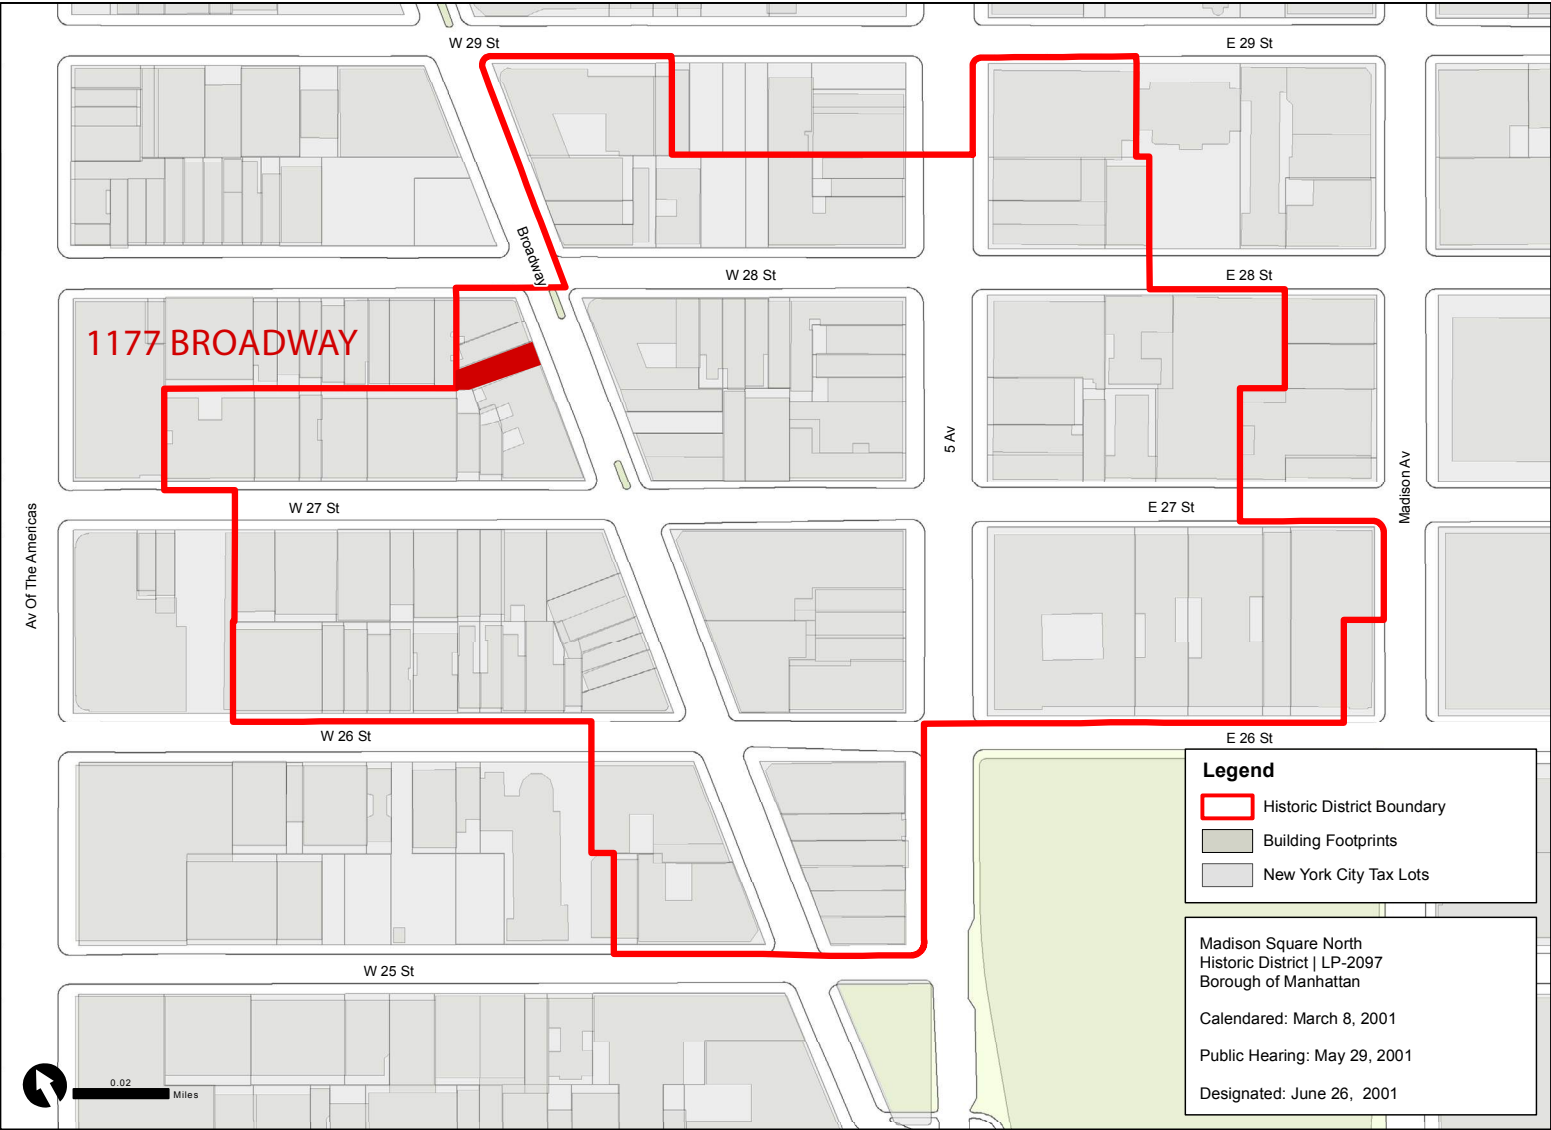 W 29 St
E 29 St
Broadway
W 28 St
E 28 St
1177 BROADWAY
5 Av
Madison Av
Av Of The Americas
W 27 St
E 27 St
W 26 St
E 26 St
Legend
Historic District Boundary
Building Footprints
New York City Tax Lots
W 25 St
Madison Square North
Historic District | LP-2097
Borough of Manhattan
Calendared: March 8, 2001
Public Hearing: May 29, 2001
Designated: June 26, 2001
0.02
Miles